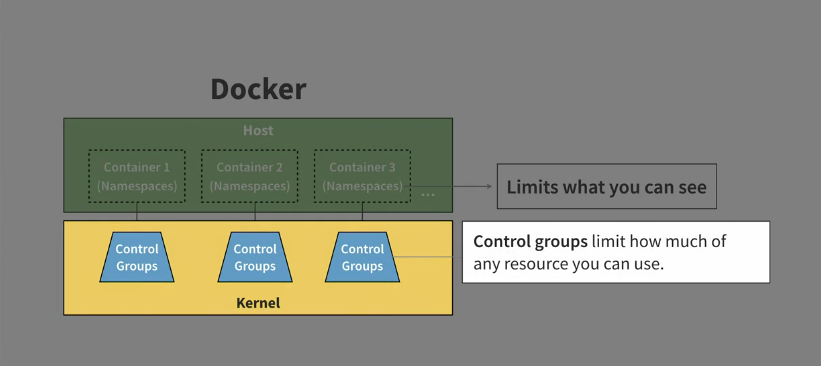 Docker
Host
Container 1
(Namespaces)
Container 2
(Namespaces)
Container 3
(Namespaces)
...
Limits what you can see
Control
Groups
Control
Groups
Control
Groups
Control groups limit how much of
any resource you can use.
Kernel